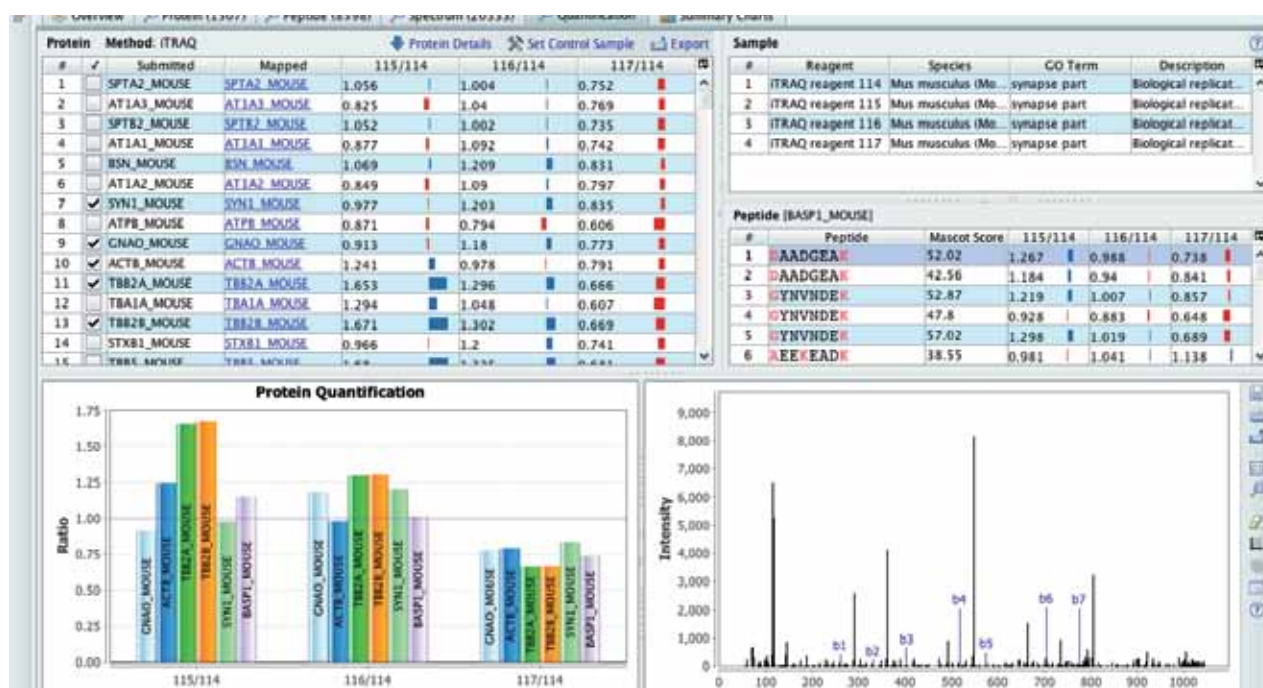 Overview Protein (1307) Peptide (8398) Spectrum (20333) Quantification Summary Charts
Protein Method: iTRAQ Protein Details Set Control Sample Export
# ✓ Submitted Mapped 115/114 116/114 117/114
1 SPTA2_MOUSE SPTA2_MOUSE 1.056 1.004 0.752
2 AT1A3_MOUSE AT1A3_MOUSE 0.825 1.04 0.769
3 SPTB2_MOUSE SPTB2_MOUSE 1.052 1.002 0.735
4 AT1A1_MOUSE AT1A1_MOUSE 0.877 1.092 0.742
5 BSN_MOUSE BSN_MOUSE 1.069 1.209 0.831
6 AT1A2_MOUSE AT1A2_MOUSE 0.849 1.09 0.797
7 SYN1_MOUSE SYN1_MOUSE 0.977 1.203 0.835
8 ATPB_MOUSE ATPB_MOUSE 0.871 0.794 0.606
9 GNAO_MOUSE GNAO_MOUSE 0.913 1.18 0.773
10 ACTB_MOUSE ACTB_MOUSE 1.241 0.978 0.791
11 TBB2A_MOUSE TBB2A_MOUSE 1.653 1.296 0.666
12 TBA1A_MOUSE TBA1A_MOUSE 1.294 1.048 0.607
13 TBB2B_MOUSE TBB2B_MOUSE 1.671 1.302 0.669
14 STXB1_MOUSE STXB1_MOUSE 0.966 1.2 0.741
15 TBB5_MOUSE TBB5_MOUSE
Sample
# Reagent Species GO Term Description
1 iTRAQ reagent 114 Mus musculus (Mo... synapse part Biological replicat...
2 iTRAQ reagent 115 Mus musculus (Mo... synapse part Biological replicat...
3 iTRAQ reagent 116 Mus musculus (Mo... synapse part Biological replicat...
4 iTRAQ reagent 117 Mus musculus (Mo... synapse part Biological replicat...
Peptide [BASP1_MOUSE]
# Peptide Mascot Score 115/114 116/114 117/114
1 DAADGEAK 52.02 1.267 0.988 0.738
2 DAADGEAK 42.56 1.184 0.94 0.841
3 GYNVNDEK 52.87 1.219 1.007 0.857
4 GYNVNDEK 47.8 0.928 0.883 0.648
5 GYNVNDEK 57.02 1.298 1.019 0.689
6 AEEKEADK 38.55 0.981 1.041 1.138
Protein Quantification
Ratio
1.75
1.50
1.25
1.00
0.75
0.50
0.25
0.00
GNAO_MOUSE ACTB_MOUSE TBB2A_MOUSE TBB2B_MOUSE SYN1_MOUSE BASP1_MOUSE
GNAO_MOUSE ACTB_MOUSE TBB2A_MOUSE TBB2B_MOUSE SYN1_MOUSE BASP1_MOUSE
GNAO_MOUSE ACTB_MOUSE TBB2A_MOUSE TBB2B_MOUSE SYN1_MOUSE BASP1_MOUSE
115/114 116/114 117/114
Intensity
9,000
8,000
7,000
6,000
5,000
4,000
3,000
2,000
1,000
0
b1 b2 b3 b4 b5 b6 b7
0 100 200 300 400 500 600 700 800 900 1000